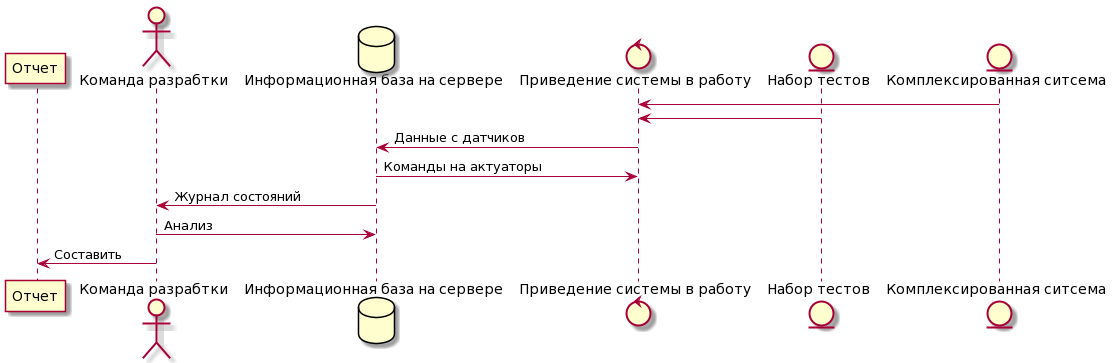 Отчет
Команда разрабтки
Информационная база на сервере
Приведение системы в работу
Набор тестов
Комплексированная ситсема
Данные с датчиков
Команды на актуаторы
Журнал состояний
Анализ
Составить
Отчет
Команда разрабтки
Информационная база на сервере
Приведение системы в работу
Набор тестов
Комплексированная ситсема